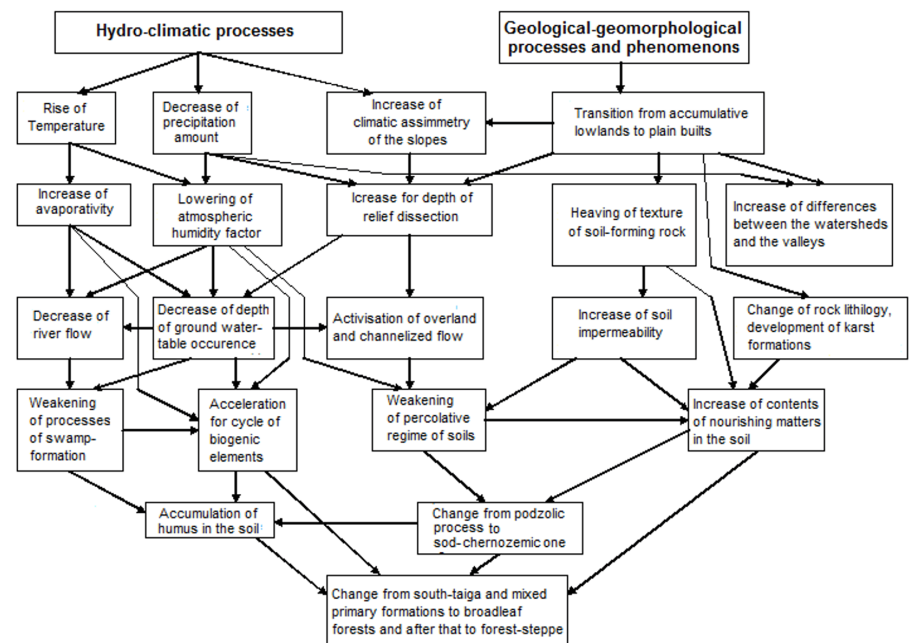 Hydro-climatic processes
Geological-geomorphological
processes and phenomenons
Rise of
Temperature
Decrease of
precipitation
amount
Increase of
climatic assimetry
of the slopes
Transition from accumulative
lowlands to plain builts
Increase of
avaporativity
Lowering of
atmospheric
humidity factor
Icrease for depth of
relief dissection
Heaving of texture
of soil-forming rock
Increase of differences
between the watersheds
and the valleys
Decrease of
river flow
Decrease of depth
of ground water-
table occurence
Activisation of overland
and channelized flow
Increase of soil
impermeability
Change of rock lithilogy,
development of karst
formations
Weakening
of processes
of swamp-
formation
Acceleration
for cycle of
biogenic
elements
Weakening
of percolative
regime of soils
Increase of contents
of nourishing matters
in the soil
Accumulation of
humus in the soil
Change from podzolic
process to
sod-chernozemic one
Change from south-taiga and mixed
primary formations to broadleaf
forests and after that to forest-steppe